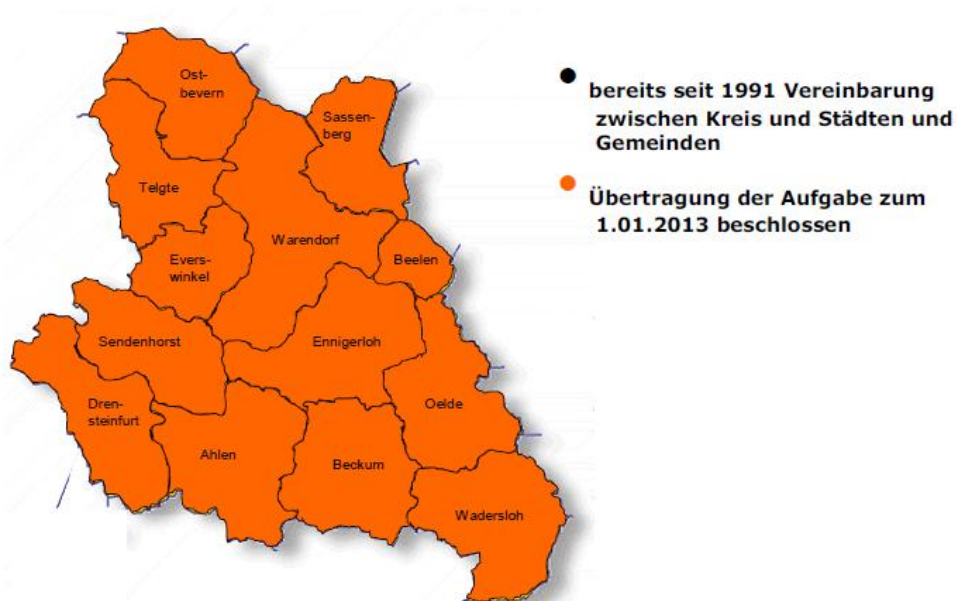 Ost-
bevern
Sassen-
berg
Telgte
Warendorf
Evers-
winkel
Beelen
Sendenhorst
Ennigerloh
Dren-
steinfurt
Oelde
Ahlen
Beckum
Wadersloh
bereits seit 1991 Vereinbarung
zwischen Kreis und Städten und
Gemeinden
Übertragung der Aufgabe zum
1.01.2013 beschlossen